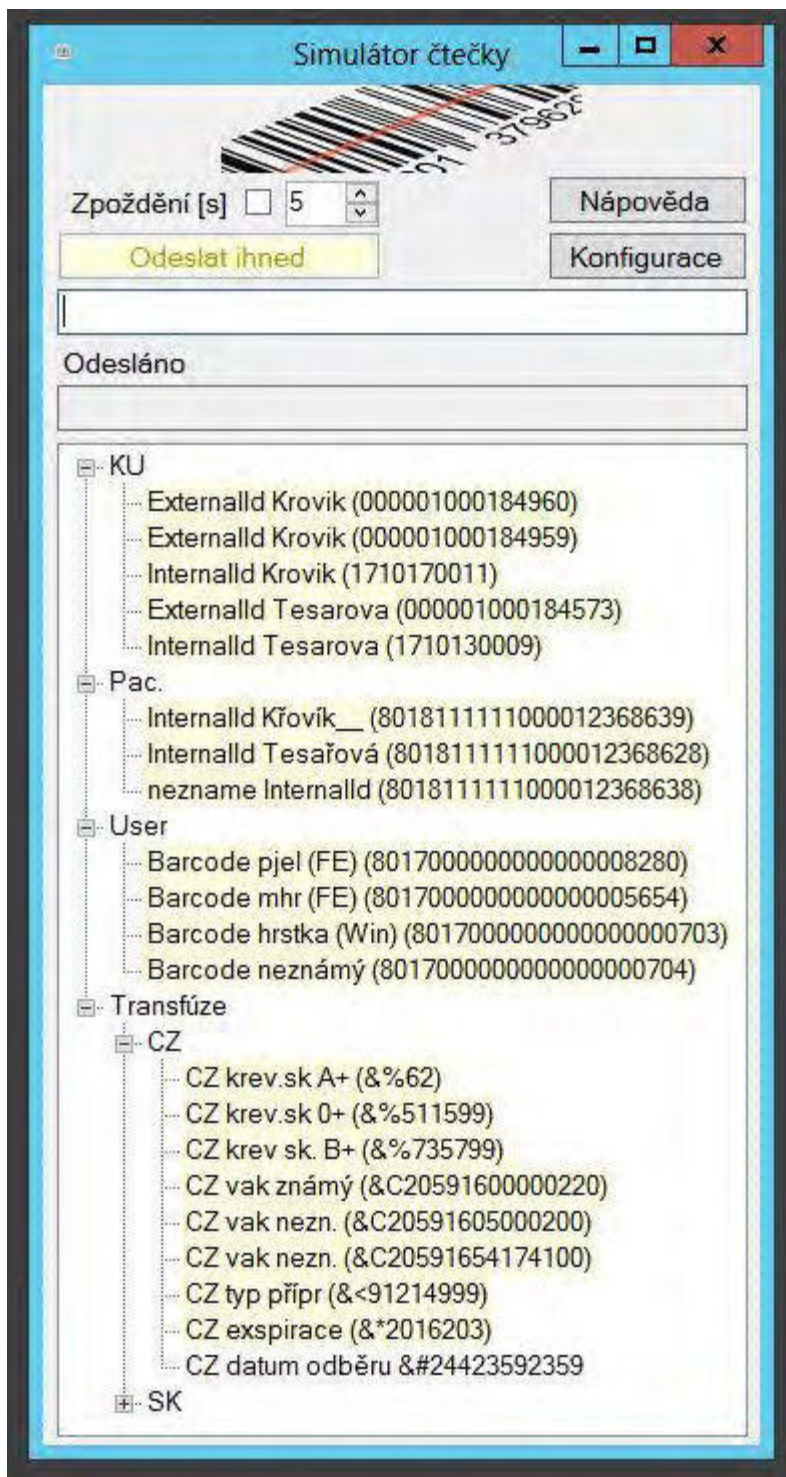 Simulátor čtečky
01 37962
Zpoždění [s] 5 Nápověda
Odeslat ihned Konfigurace
Odesláno
KU
ExternalId Krovik (000001000184960)
ExternalId Krovik (000001000184959)
InternalId Krovik (1710170011)
ExternalId Tesarova (000001000184573)
InternalId Tesarova (1710130009)
Pac.
InternalId Křovík__ (8018111111000012368639)
InternalId Tesařová (8018111111000012368628)
nezname InternalId (8018111111000012368638)
User
Barcode pjel (FE) (8017000000000000008280)
Barcode mhr (FE) (8017000000000000005654)
Barcode hrstka (Win) (8017000000000000000703)
Barcode neznámý (8017000000000000000704)
Transfúze
CZ
CZ krev.sk A+ (&%62)
CZ krev.sk 0+ (&%511599)
CZ krev sk. B+ (&%735799)
CZ vak známý (&C20591600000220)
CZ vak nezn. (&C20591605000200)
CZ vak nezn. (&C20591654174100)
CZ typ přípr (&<91214999)
CZ exspirace (&*2016203)
CZ datum odběru &#24423592359
SK